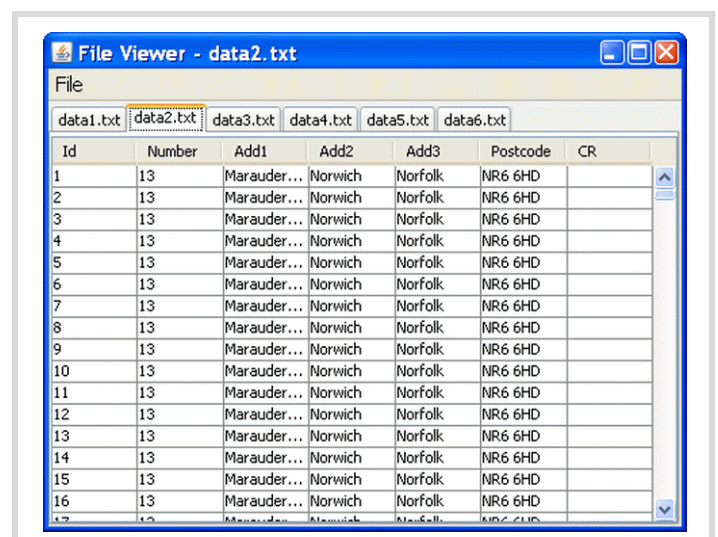 File Viewer - data2.txt
File
data1.txt data2.txt data3.txt data4.txt data5.txt data6.txt
Id Number Add1 Add2 Add3 Postcode CR
1 13 Marauder... Norwich Norfolk NR6 6HD
2 13 Marauder... Norwich Norfolk NR6 6HD
3 13 Marauder... Norwich Norfolk NR6 6HD
4 13 Marauder... Norwich Norfolk NR6 6HD
5 13 Marauder... Norwich Norfolk NR6 6HD
6 13 Marauder... Norwich Norfolk NR6 6HD
7 13 Marauder... Norwich Norfolk NR6 6HD
8 13 Marauder... Norwich Norfolk NR6 6HD
9 13 Marauder... Norwich Norfolk NR6 6HD
10 13 Marauder... Norwich Norfolk NR6 6HD
11 13 Marauder... Norwich Norfolk NR6 6HD
12 13 Marauder... Norwich Norfolk NR6 6HD
13 13 Marauder... Norwich Norfolk NR6 6HD
14 13 Marauder... Norwich Norfolk NR6 6HD
15 13 Marauder... Norwich Norfolk NR6 6HD
16 13 Marauder... Norwich Norfolk NR6 6HD